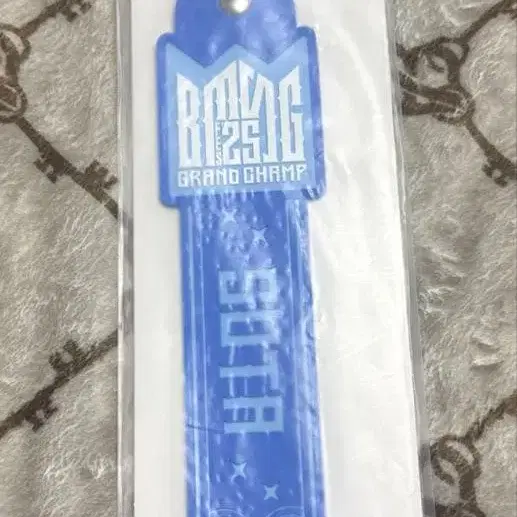 BMSG
FES
25
GRAND CHAMP
SOTA